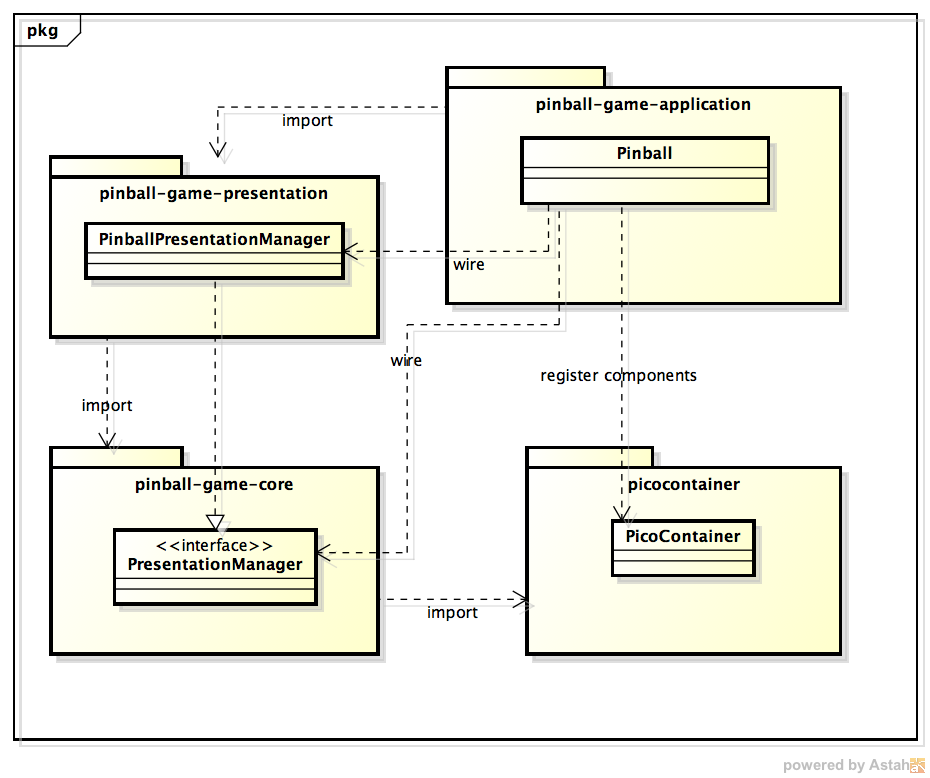 pkg
pinball-game-application
Pinball
import
pinball-game-presentation
PinballPresentationManager
wire
wire
register components
import
pinball-game-core
<<interface>>
PresentationManager
picocontainer
PicoContainer
import
powered by Astah